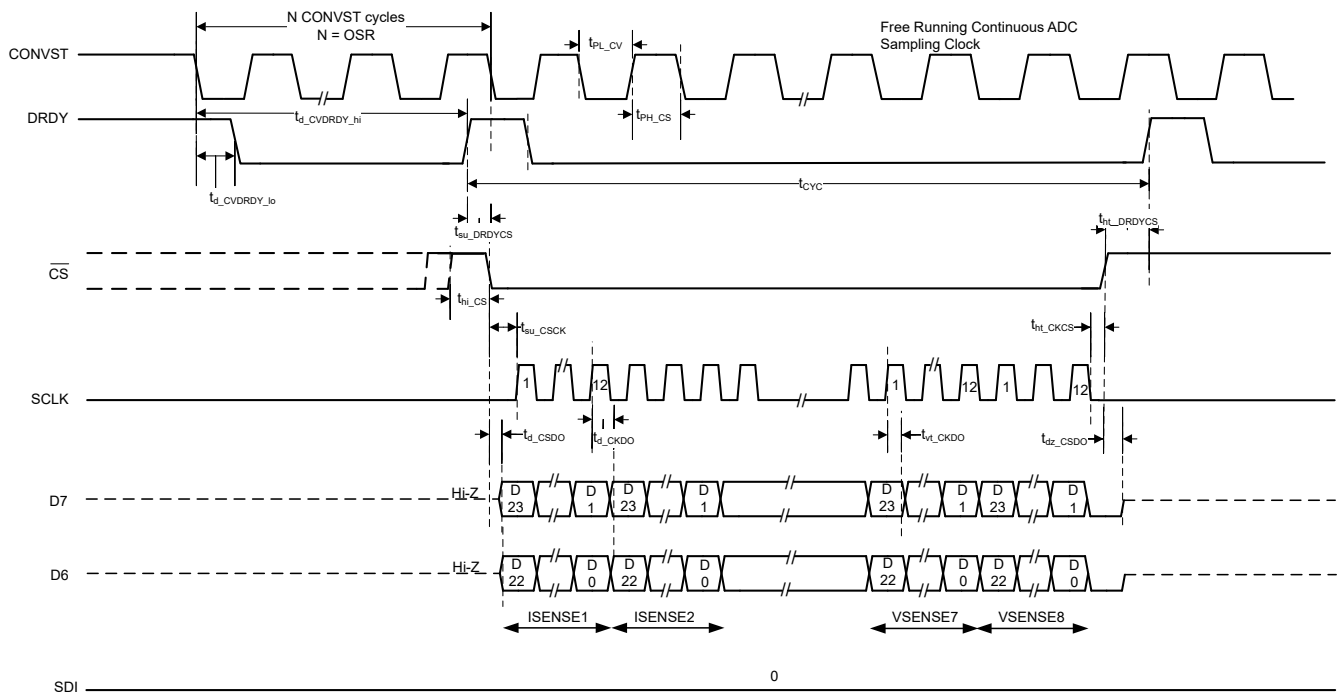 N CONVST cycles
N = OSR
Free Running Continuous ADC
Sampling Clock
CONVST
tPL_CV
tPH_CS
td_CVDRDY_hi
DRDY
td_CVDRDY_lo
tCYC
tsu_DRDYCS
tht_DRDYCS
CS
thi_CS
tsu_CSCK
tht_CKCS
SCLK
1 12 1 12 1 12
td_CSDO
td_CKDO
tvt_CKDO
tdz_CSDO
D7
Hi-Z
D 23 D 1 D 23 D 1 D 23 D 1 D 23 D 1
D6
Hi-Z
D 22 D 0 D 22 D 0 D 22 D 0 D 22 D 0
ISENSE1 ISENSE2 VSENSE7 VSENSE8
SDI
0